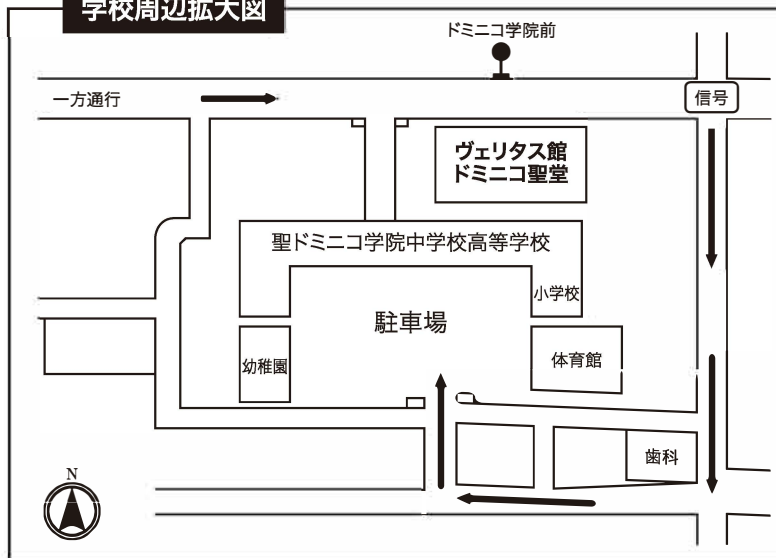 学校周辺拡大図
ドミニコ学院前
一方通行
信号
ヴェリタス館
ドミニコ聖堂
聖ドミニコ学院中学校高等学校
小学校
駐車場
幼稚園
体育館
歯科
N